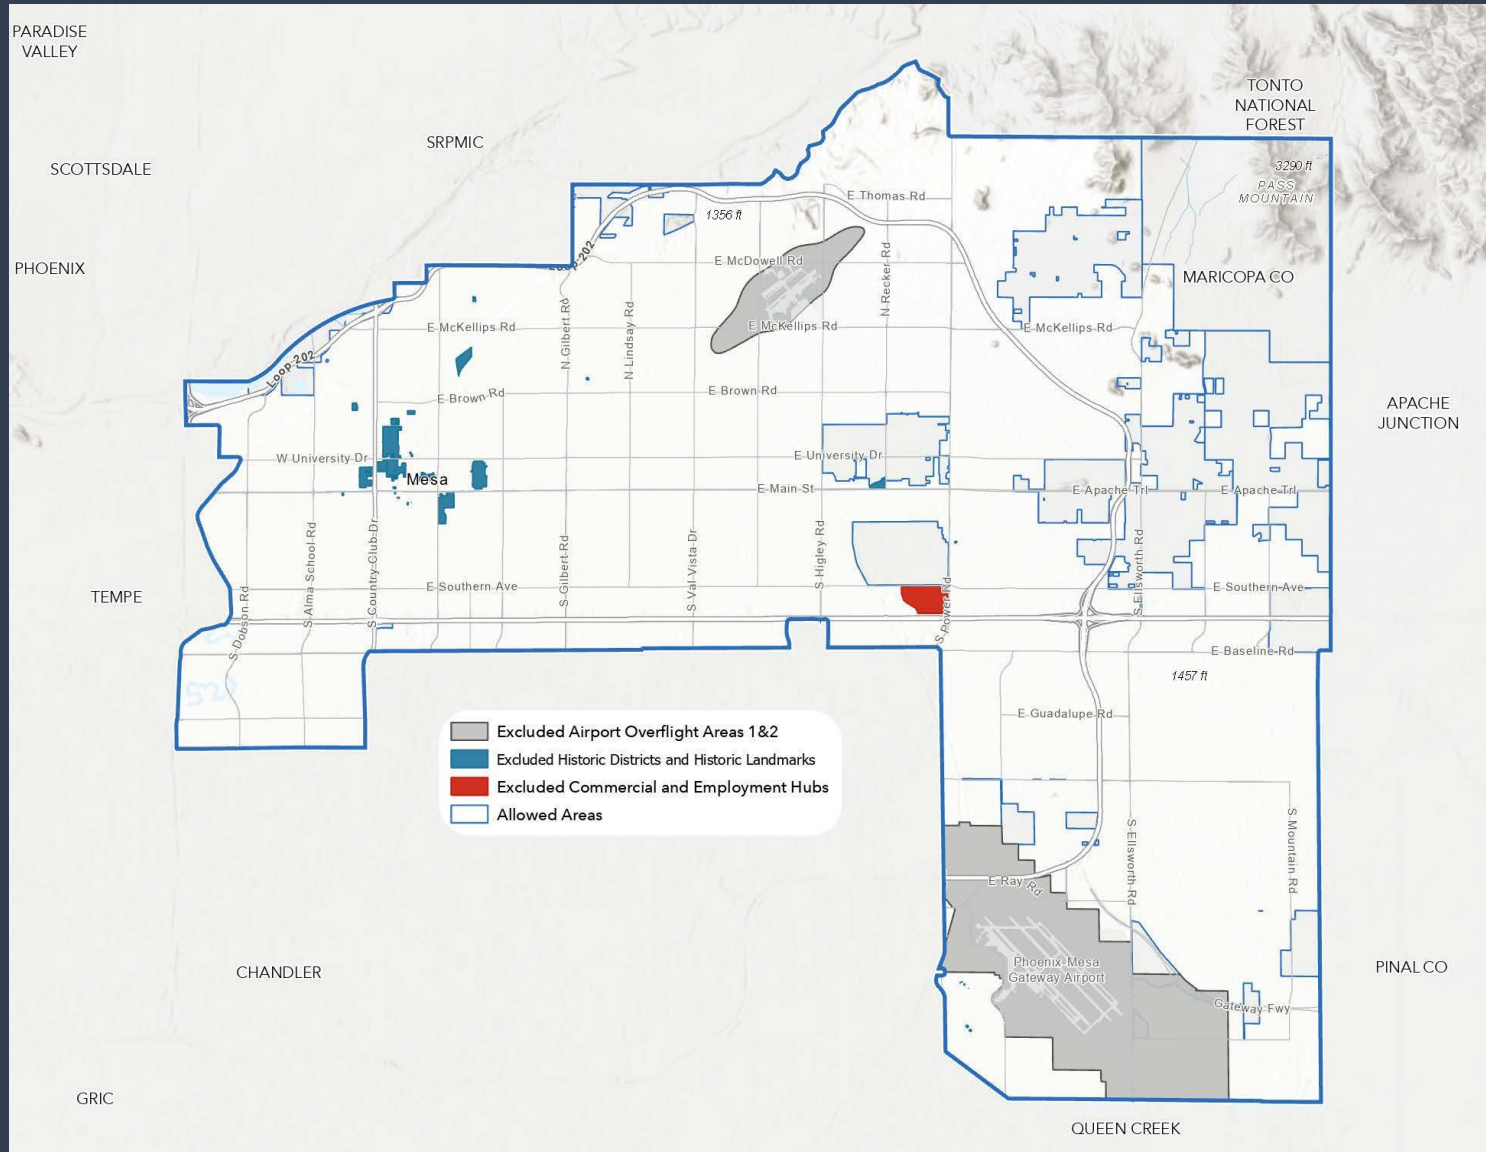 PARADISE
VALLEY
TONTO
NATIONAL
FOREST
SRPMIC
SCOTTSDALE
3290 ft
PASS
MOUNTAIN
E Thomas Rd
1356 ft
Loop-202
E McDowell Rd
PHOENIX
N Recker Rd
MARICOPA CO
E McKellips Rd
E McKellips Rd
E McKellips Rd
N Gilbert Rd
N Lindsay Rd
Loop-202
E Brown Rd
E Brown Rd
APACHE
JUNCTION
W University Dr
E University Dr
Mesa
E Main St
E Apache Trl
E Apache Trl
S Alma School Rd
S Country Club Dr
S Gilbert Rd
S Val Vista Dr
S Higley Rd
S Ellsworth Rd
TEMPE
S Dobson Rd
E Southern Ave
E Southern Ave
S Power Rd
E Baseline Rd
1457 ft
E Guadalupe Rd
Excluded Airport Overflight Areas 1&2
Excluded Historic Districts and Historic Landmarks
Excluded Commercial and Employment Hubs
Allowed Areas
S Ellsworth Rd
S Mountain Rd
E Ray Rd
Phoenix-Mesa
Gateway Airport
CHANDLER
PINAL CO
Gateway Fwy
GRIC
QUEEN CREEK